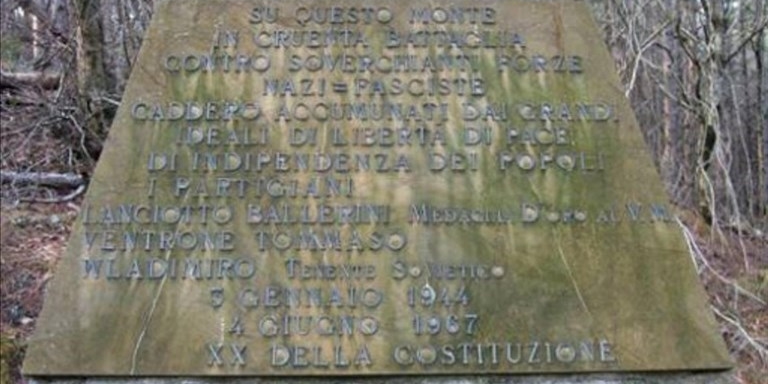 SU QUESTO MONTE
IN CRUENTA BATTAGLIA
CONTRO SOVERCHIANTI FORZE
NAZI=FASCISTE
CADDERO ACCUMUNATI DAI GRANDI
IDEALI DI LIBERTA DI PACE
DI INDIPENDENZA DEI POPOLI
I PARTIGIANI
LANCIOTTO BALLERINI MEDAGLIA D'ORO AL V.M.
VENTRONE TOMMASO
WLADIMIRO TENENTE SOVIETICO
3 GENNAIO 1944
4 GIUGNO 1967
XX DELLA COSTITUZIONE